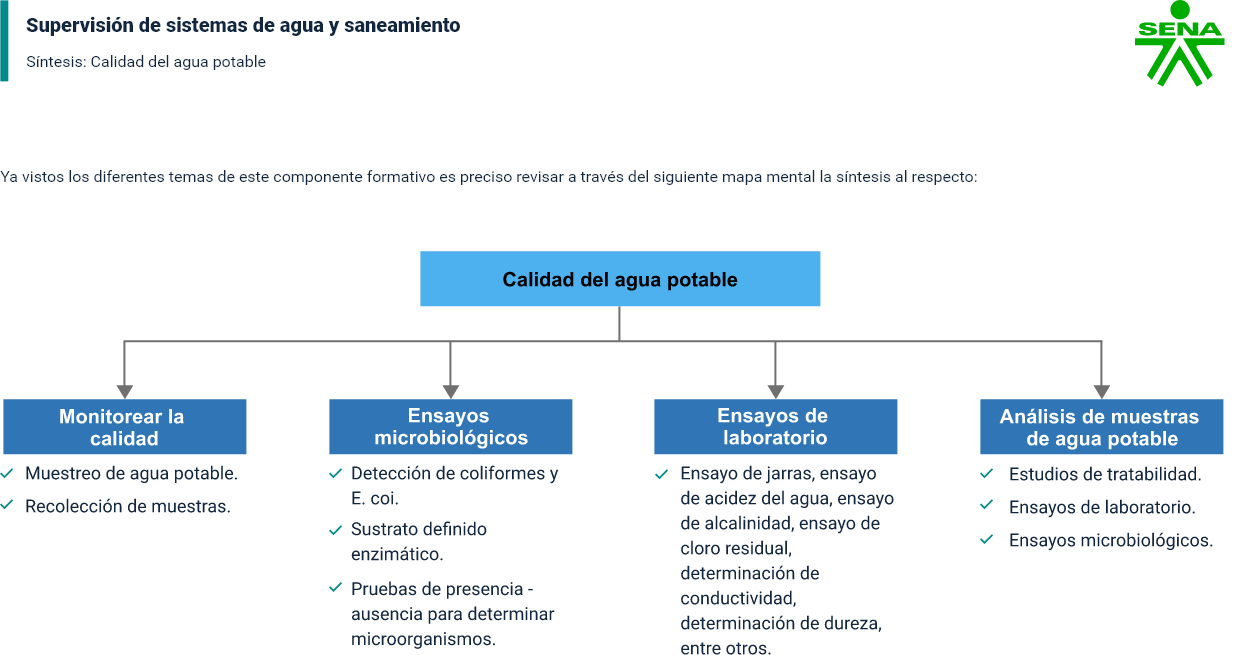 Supervisión de sistemas de agua y saneamiento
Síntesis: Calidad del agua potable
SENA
Ya vistos los diferentes temas de este componente formativo es preciso revisar a través del siguiente mapa mental la síntesis al respecto:
Calidad del agua potable
Monitorear la
calidad
Muestreo de agua potable.
Recolección de muestras.
Ensayos
microbiológicos
Detección de coliformes y
E. coi.
Sustrato definido
enzimático.
Pruebas de presencia -
ausencia para determinar
microorganismos.
Ensayos de
laboratorio
Ensayo de jarras, ensayo
de acidez del agua, ensayo
de alcalinidad, ensayo de
cloro residual,
determinación de
conductividad,
determinación de dureza,
entre otros.
Análisis de muestras
de agua potable
Estudios de tratabilidad.
Ensayos de laboratorio.
Ensayos microbiológicos.